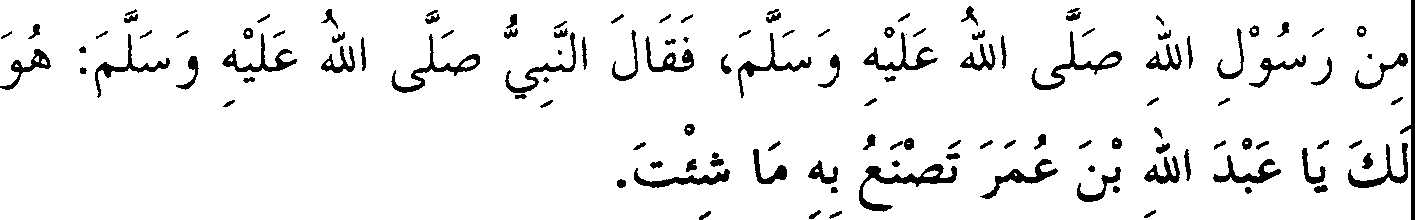 مِنْ رَسُوْلِ اللهِ صَلَّى اللهُ عَلَيْهِ وَسَلَّمَ، فَقَالَ النَّبِيُّ صَلَّى اللهُ عَلَيْهِ وَسَلَّمَ: هُوَ
لَكَ يَا عَبْدَ اللهِ بْنَ عُمَرَ تَصْنَعُ بِهِ مَا شِئْتَ.